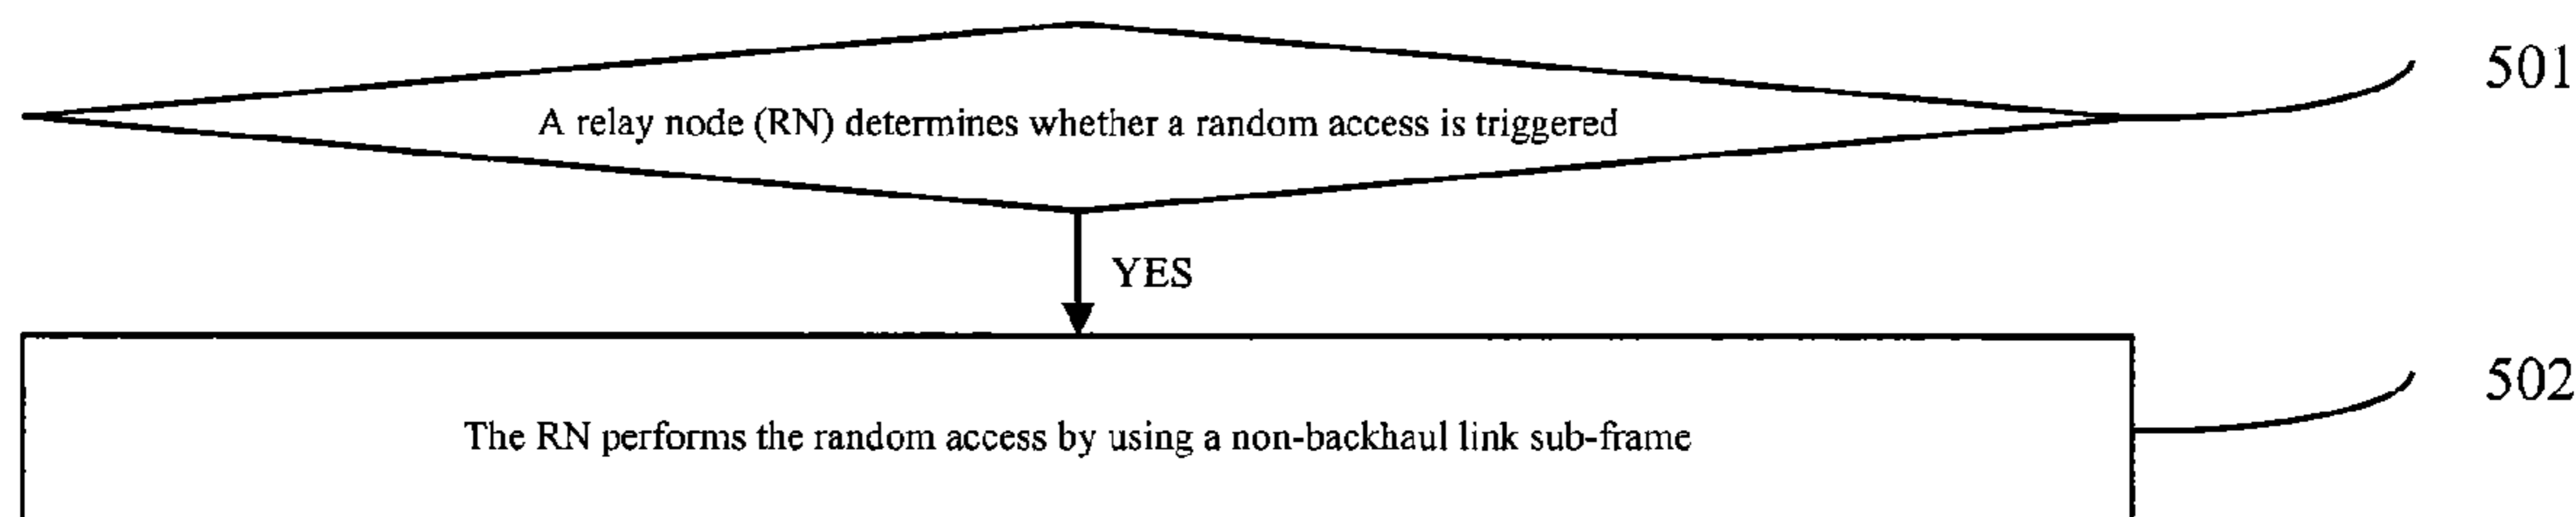 501
A relay node (RN) determines whether a random access is triggered
YES
502
The RN performs the random access by using a non-backhaul link sub-frame